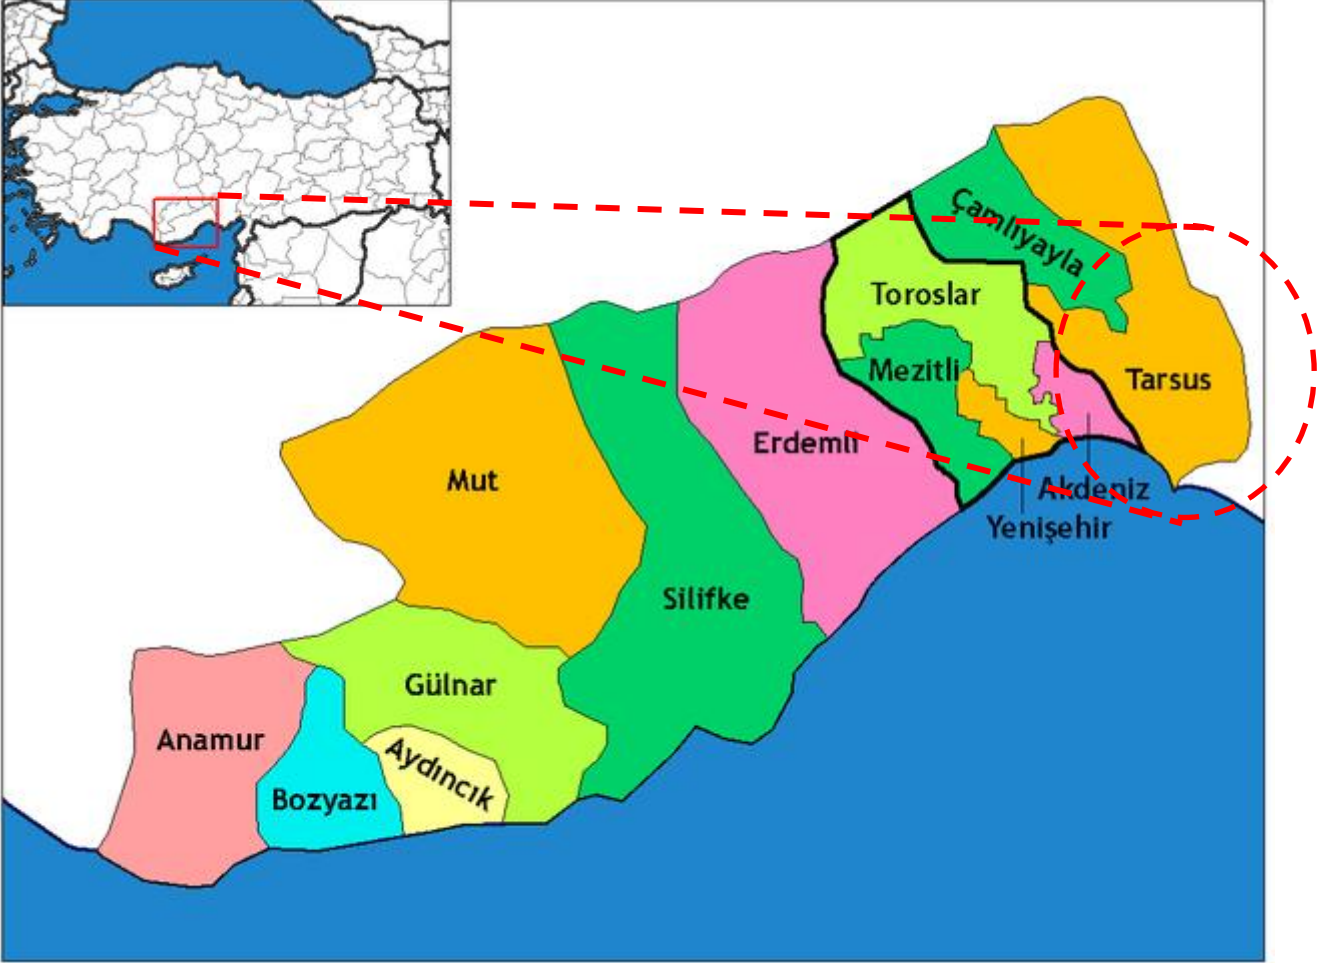 Çamlıyayla
Toroslar
Mezitli
Tarsus
Erdemli
Mut
Akdeniz
Yenişehir
Silifke
Gülnar
Anamur
Aydıncık
Bozyazı